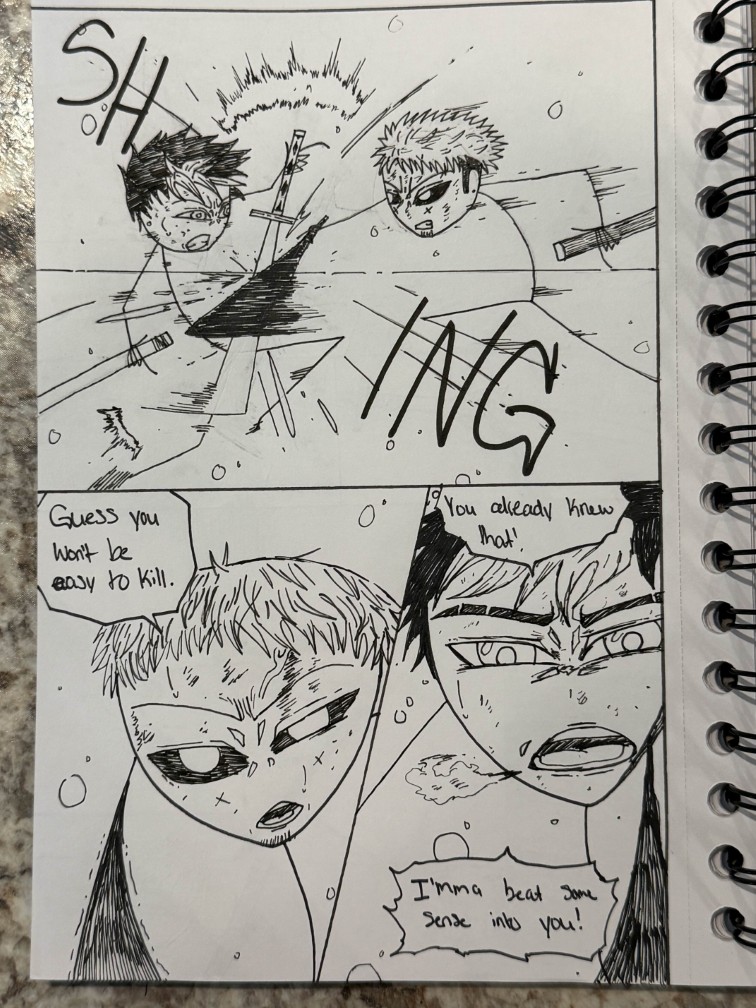 SH
ING
Guess you
won't be
easy to kill.
You already knew
that!
I'mma beat some
sense into you!